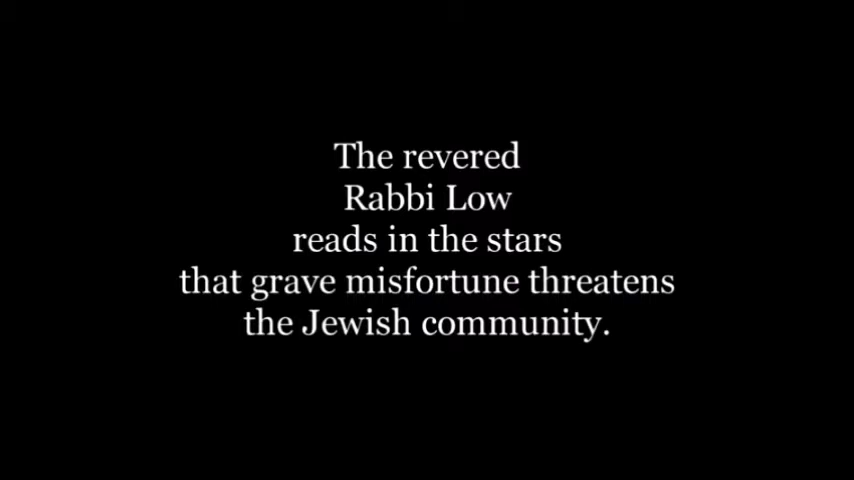 The revered
Rabbi Low
reads in the stars
that grave misfortune threatens
the Jewish community.